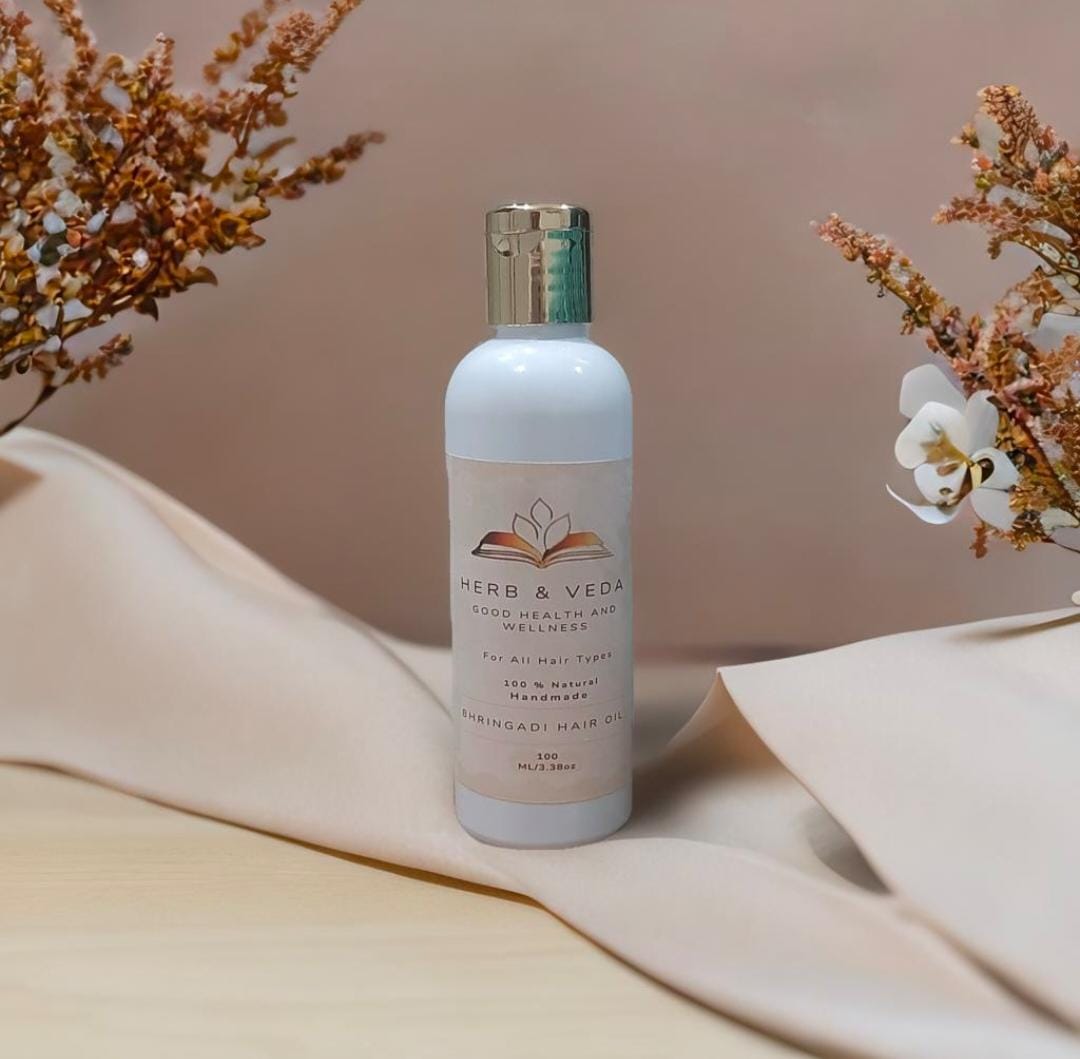 HERB & VEDA
GOOD HEALTH AND
WELLNESS
For All Hair Types
100 % Natural
Handmade
BHRINGADI HAIR OIL
100
ML/3.38oz